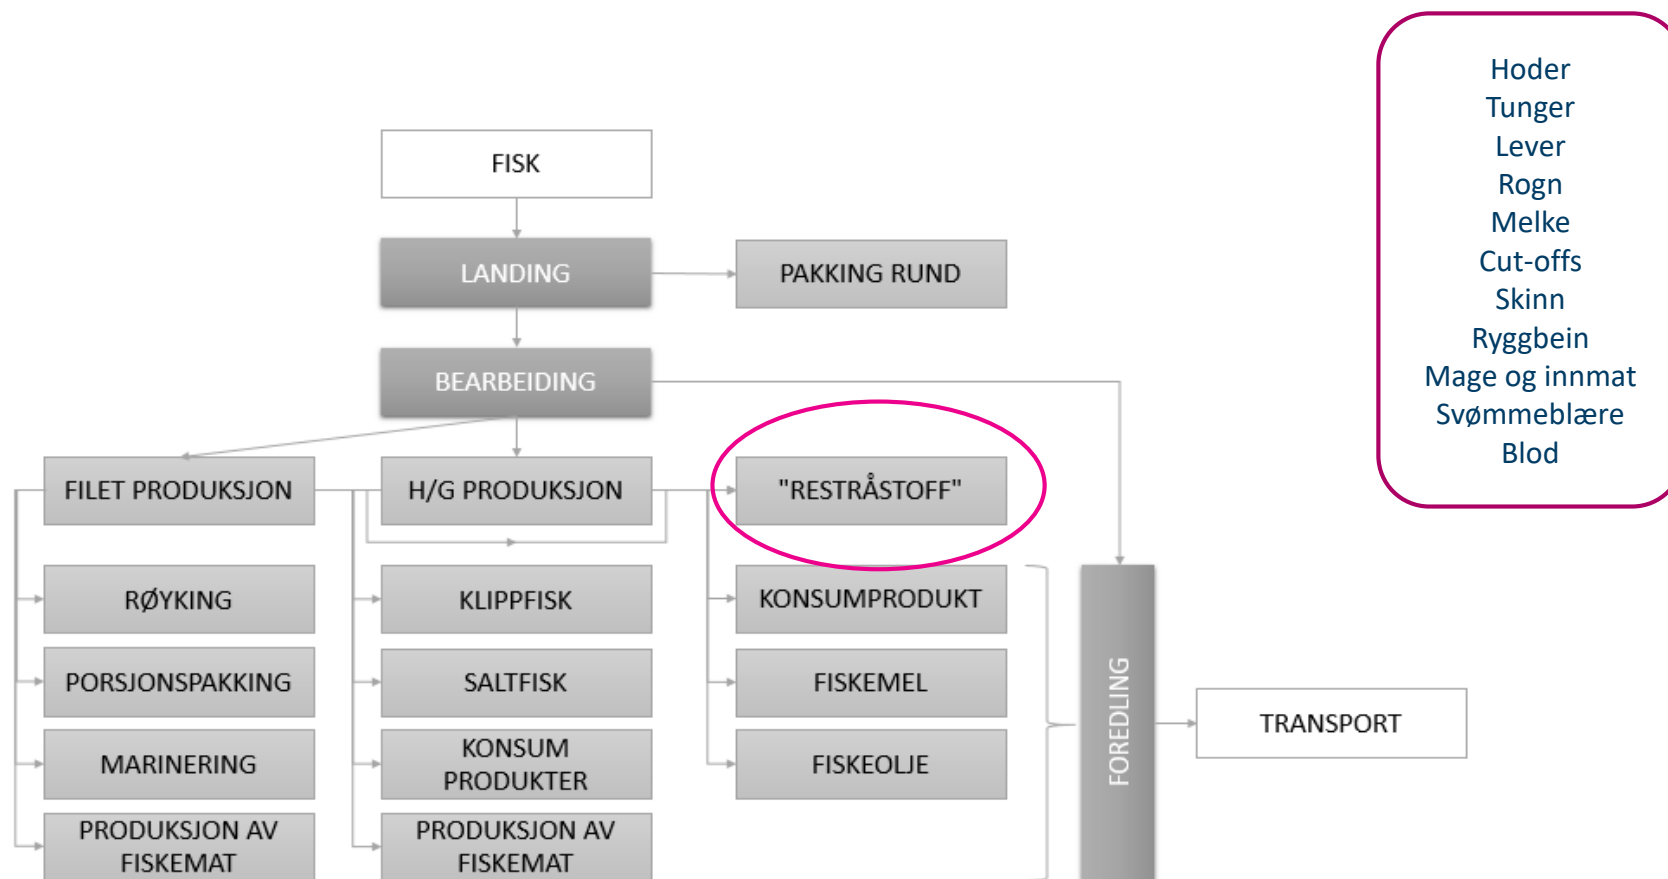 Hoder
Tunger
Lever
Rogn
Melke
Cut-offs
Skinn
Ryggbein
Mage og innmat
Svømmeblære
Blod
FISK
LANDING
PAKKING RUND
BEARBEIDING
FILET PRODUKSJON
H/G PRODUKSJON
"RESTRÅSTOFF"
RØYKING
KLIPPFISK
KONSUMPRODUKT
PORSJONSPAKKING
SALTFISK
FISKEMEL
MARINERING
KONSUM
PRODUKTER
FISKEOLJE
PRODUKSJON AV
FISKEMAT
PRODUKSJON AV
FISKEMAT
FOREDLING
TRANSPORT